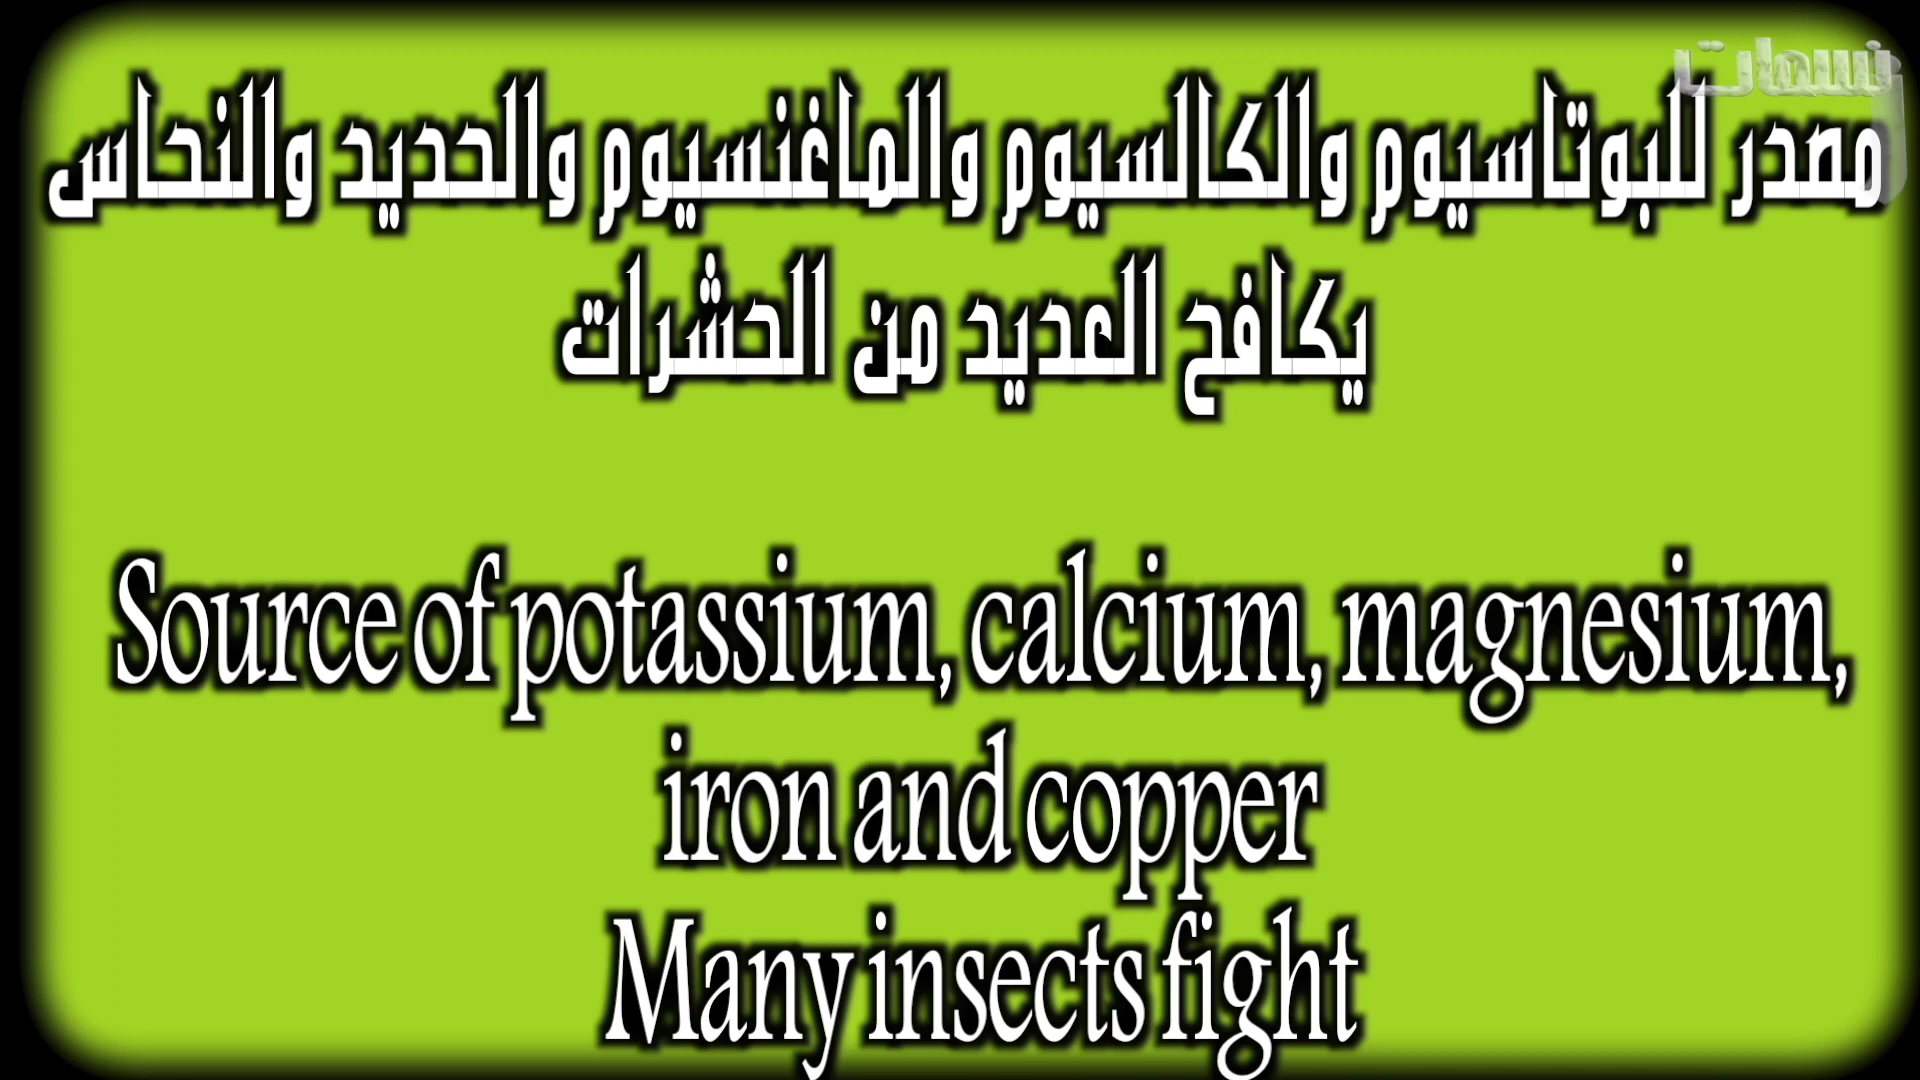 نسمات
مصدر للبوتاسيوم والكالسيوم والماغنسيوم والحديد والنحاس
يكافح العديد من الحشرات
Source of potassium, calcium, magnesium,
iron and copper
Many insects fight